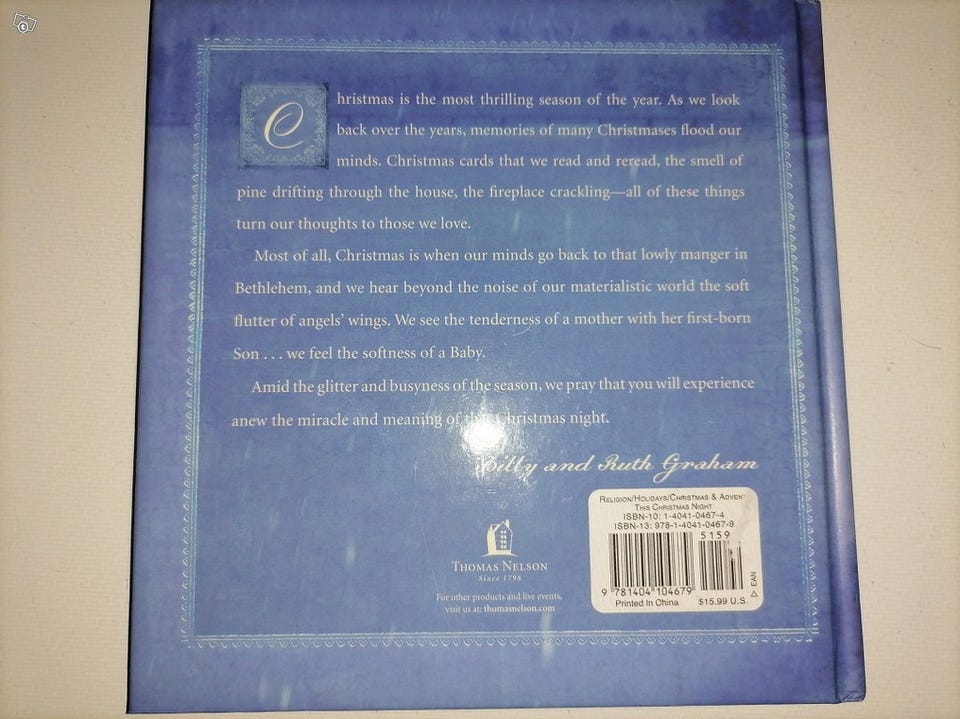 Christmas is the most thrilling season of the year. As we look
back over the years, memories of many Christmases flood our
minds. Christmas cards that we read and reread, the smell of
pine drifting through the house, the fireplace crackling—all of these things
turn our thoughts to those we love.
Most of all, Christmas is when our minds go back to that lowly manger in
Bethlehem, and we hear beyond the noise of our materialistic world the soft
flutter of angels' wings. We see the tenderness of a mother with her first-born
Son . . . we feel the softness of a Baby.
Amid the glitter and busyness of the season, we pray that you will experience
anew the miracle and meaning of this Christmas night.
Billy and Ruth Graham
Religion/Holidays/Christmas & Adven
This Christmas Night
ISBN-10: 1-4041-0467-4
ISBN-13: 978-1-4041-0467-9
5159
9 781404 104679
EAN
Printed In China $15.99 U.S.
Thomas Nelson
Since 1798
For other products and live events,
visit us at: thomasnelson.com